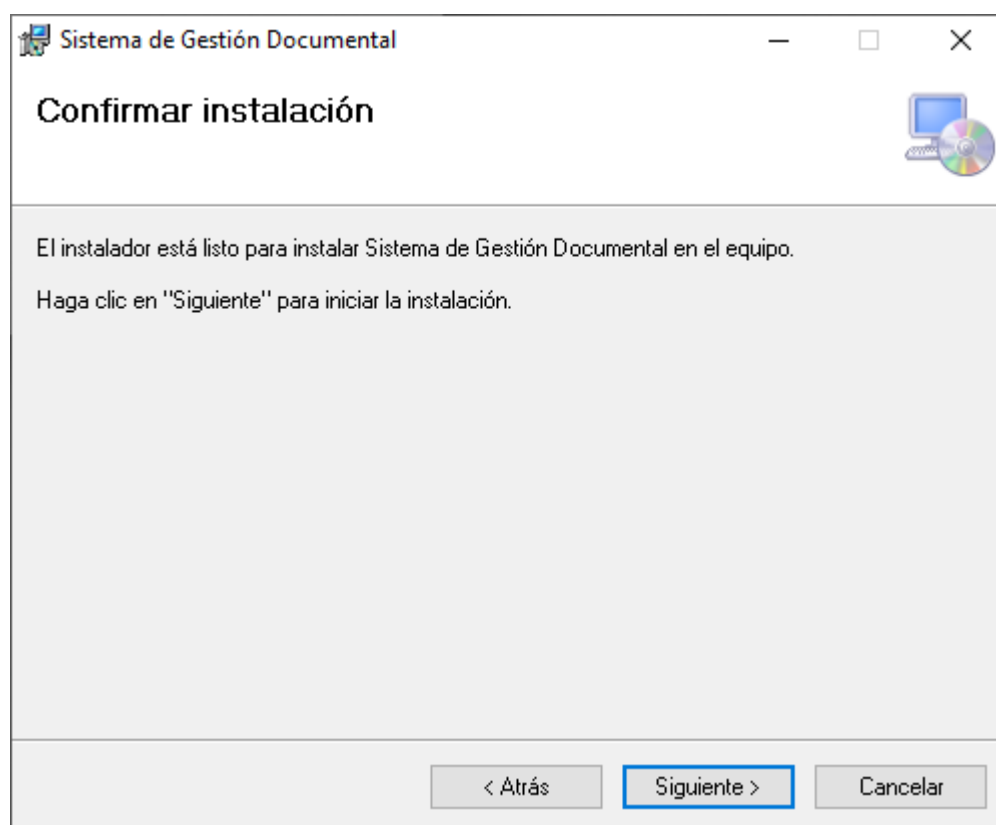 Sistema de Gestión Documental
Confirmar instalación
El instalador está listo para instalar Sistema de Gestión Documental en el equipo.
Haga clic en "Siguiente" para iniciar la instalación.
< Atrás
Siguiente >
Cancelar